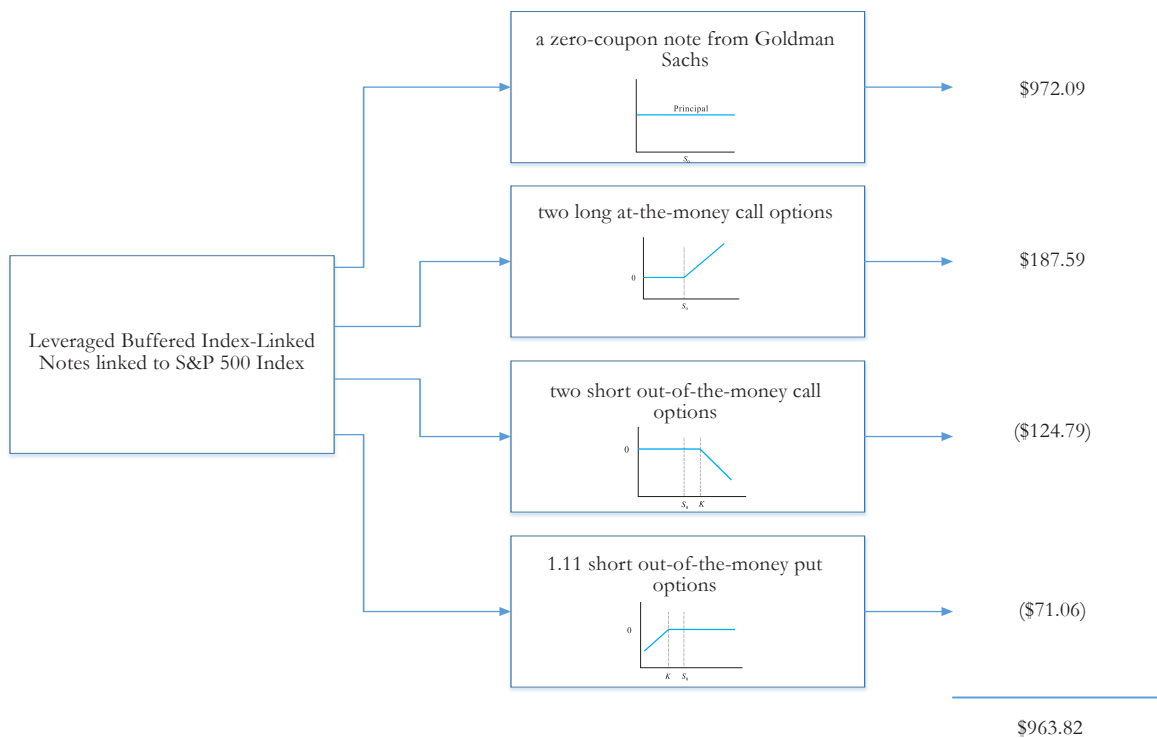 a zero-coupon note from Goldman
Sachs
Principal
S₀
$972.09
two long at-the-money call options
0
S₀
$187.59
Leveraged Buffered Index-Linked
Notes linked to S&P 500 Index
two short out-of-the-money call
options
0
S₀ K
($124.79)
1.11 short out-of-the-money put
options
0
K S₀
($71.06)
$963.82